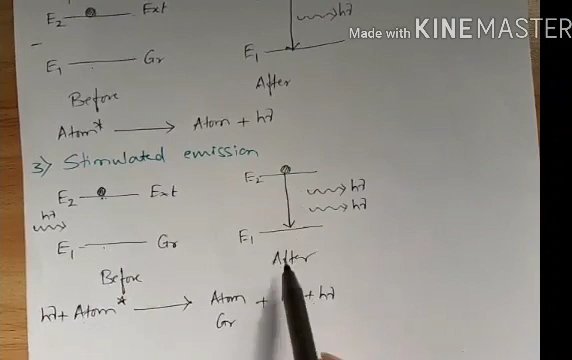 E₂ Ext
hν
Made with KINEMASTER
E₁ Gr
E₁
Before
After
Atom* → Atom + hν
3) Stimulated emission
E₂ Ext
E₂
hν
hν
hν
E₁ Gr
E₁
Before
After
hν + Atom* → Atom + + hν
Gr